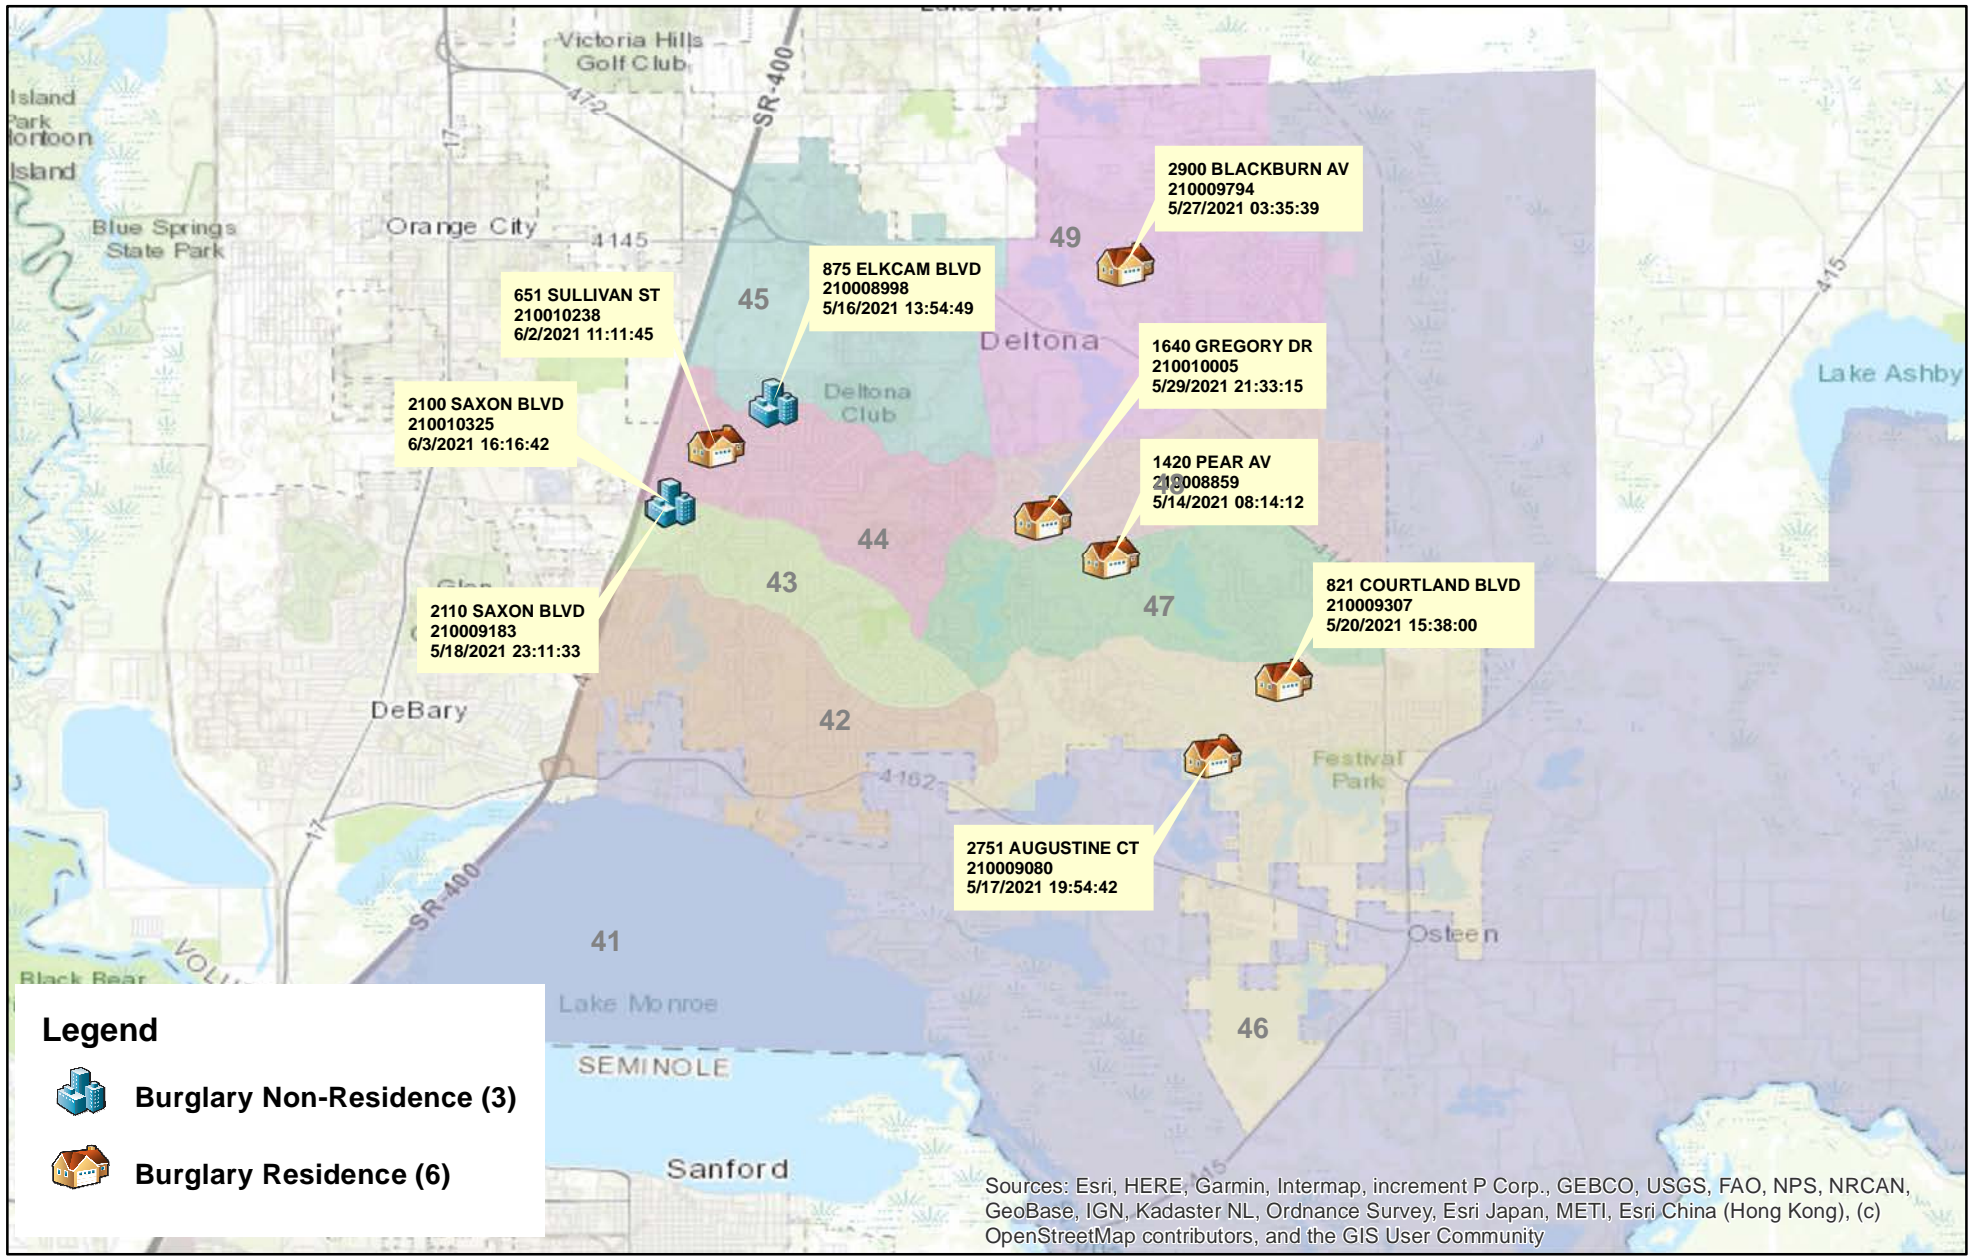 Victoria Hills
Golf Club
SR-400
47-2
17
Island
Park
Island
Blue Springs
State Park
Orange City
4145
45
49
2900 BLACKBURN AV
210009794
5/27/2021 03:35:39
875 ELKCAM BLVD
210008998
5/16/2021 13:54:49
651 SULLIVAN ST
210010238
6/2/2021 11:11:45
415
Deltona
1640 GREGORY DR
210010005
5/29/2021 21:33:15
Lake Ashby
Deltona
Club
2100 SAXON BLVD
210010325
6/3/2021 16:16:42
1420 PEAR AV
210008859
5/14/2021 08:14:12
48
44
43
47
821 COURTLAND BLVD
210009307
5/20/2021 15:38:00
2110 SAXON BLVD
210009183
5/18/2021 23:11:33
DeBary
42
Festival
Park
4162
17
2751 AUGUSTINE CT
210009080
5/17/2021 19:54:42
SR-400
41
Osteen
Black Bear
Lake Monroe
46
SEMINOLE
Sanford
415
Legend
Burglary Non-Residence (3)
Burglary Residence (6)
Sources: Esri, HERE, Garmin, Intermap, increment P Corp., GEBCO, USGS, FAO, NPS, NRCAN,
GeoBase, IGN, Kadaster NL, Ordnance Survey, Esri Japan, METI, Esri China (Hong Kong), (c)
OpenStreetMap contributors, and the GIS User Community